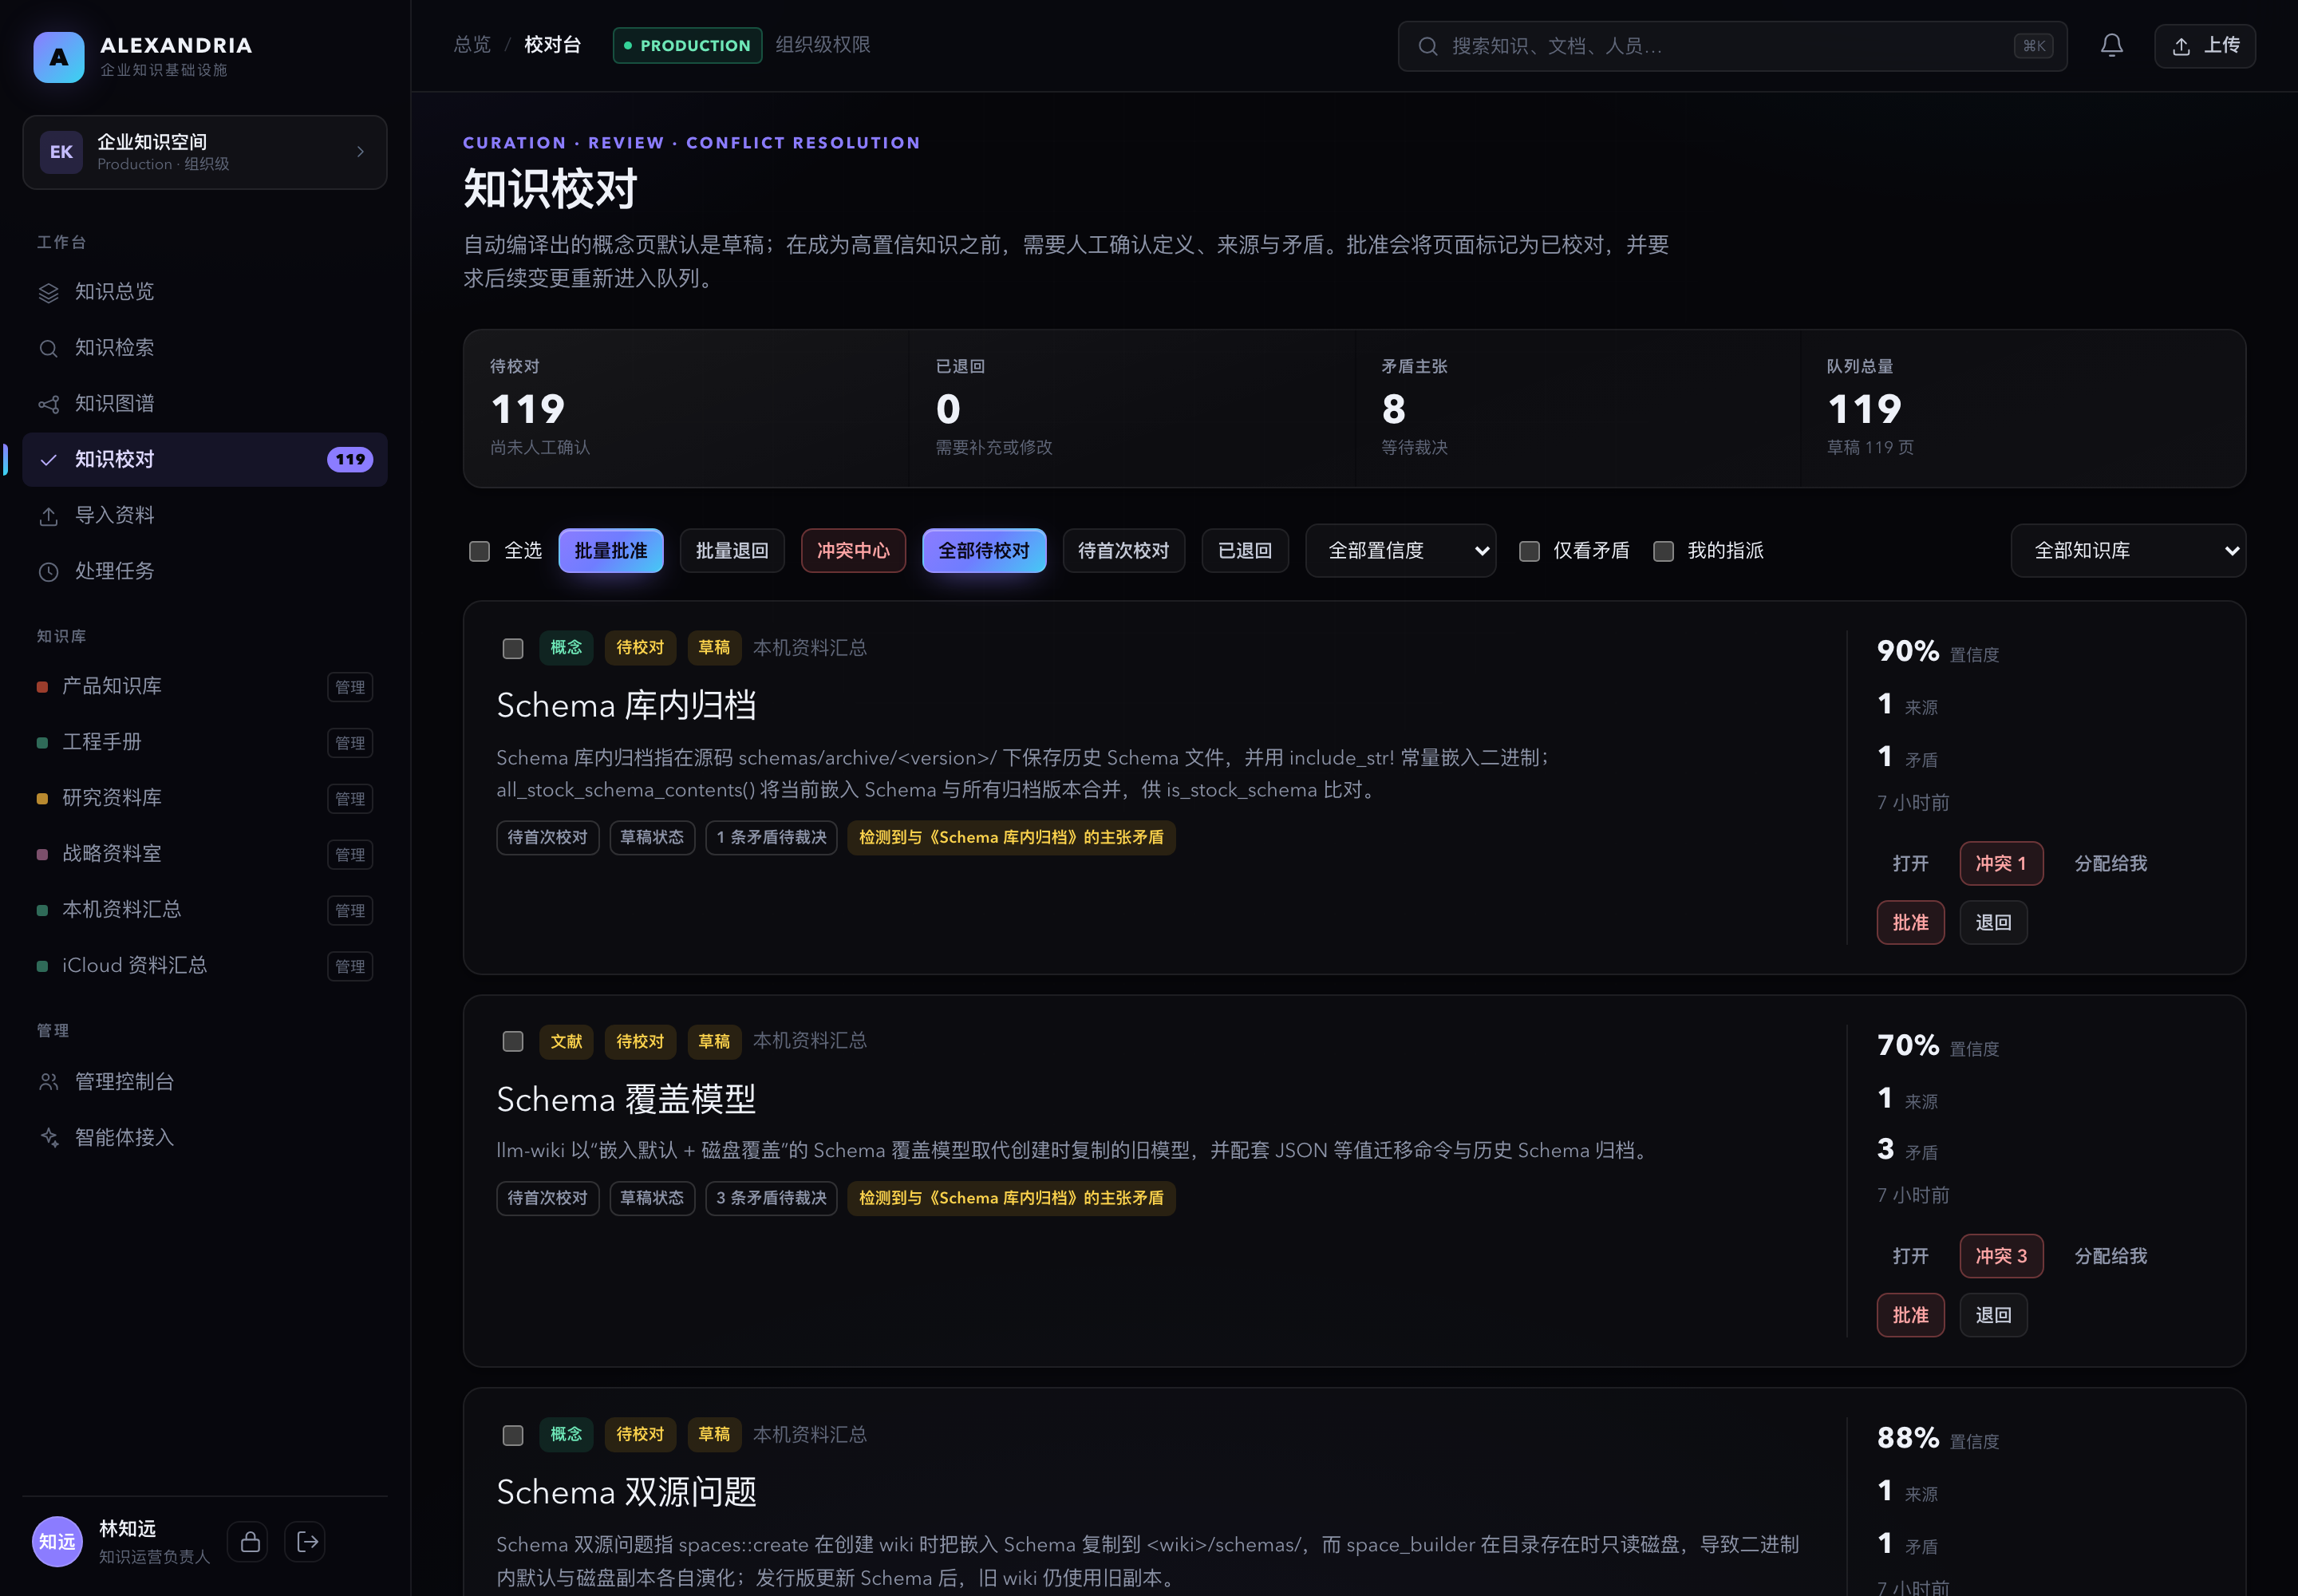 A
ALEXANDRIA
企业知识基础设施
EK
企业知识空间
Production · 组织级
工作台
知识总览
知识检索
知识图谱
知识校对
119
导入资料
处理任务
知识库
产品知识库
管理
工程手册
管理
研究资料库
管理
战略资料室
管理
本机资料汇总
管理
iCloud 资料汇总
管理
管理
管理控制台
智能体接入
知远
林知远
知识运营负责人
总览 / 校对台
PRODUCTION
组织级权限
搜索知识、文档、人员...
⌘K
上传
CURATION · REVIEW · CONFLICT RESOLUTION
知识校对
自动编译出的概念页默认是草稿；在成为高置信知识之前，需要人工确认定义、来源与矛盾。批准会将页面标记为已校对，并要
求后续变更重新进入队列。
待校对
119
尚未人工确认
已退回
0
需要补充或修改
矛盾主张
8
等待裁决
队列总量
119
草稿 119 页
全选
批量批准
批量退回
冲突中心
全部待校对
待首次校对
已退回
全部置信度
仅看矛盾
我的指派
全部知识库
概念
待校对
草稿
本机资料汇总
Schema 库内归档
Schema 库内归档指在源码 schemas/archive/<version>/ 下保存历史 Schema 文件，并用 include_str! 常量嵌入二进制；
all_stock_schema_contents() 将当前嵌入 Schema 与所有归档版本合并，供 is_stock_schema 比对。
待首次校对
草稿状态
1 条矛盾待裁决
检测到与《Schema 库内归档》的主张矛盾
90% 置信度
1 来源
1 矛盾
7 小时前
打开
冲突 1
分配给我
批准
退回
文献
待校对
草稿
本机资料汇总
Schema 覆盖模型
llm-wiki 以“嵌入默认 + 磁盘覆盖”的 Schema 覆盖模型取代创建时复制的旧模型，并配套 JSON 等值迁移命令与历史 Schema 归档。
待首次校对
草稿状态
3 条矛盾待裁决
检测到与《Schema 库内归档》的主张矛盾
70% 置信度
1 来源
3 矛盾
7 小时前
打开
冲突 3
分配给我
批准
退回
概念
待校对
草稿
本机资料汇总
Schema 双源问题
Schema 双源问题指 spaces::create 在创建 wiki 时把嵌入 Schema 复制到 <wiki>/schemas/，而 space_builder 在目录存在时只读磁盘，导致二进制
内默认与磁盘副本各自演化；发行版更新 Schema 后，旧 wiki 仍使用旧副本。
88% 置信度
1 来源
1 矛盾
7 小时前